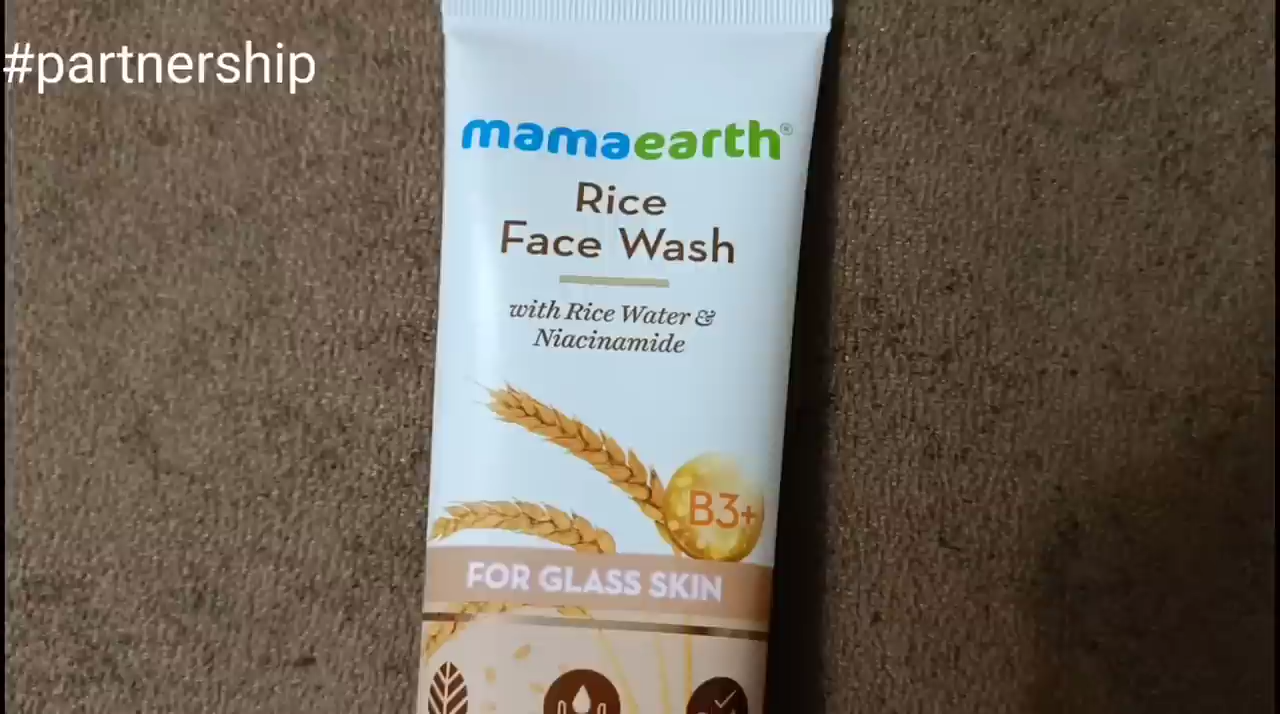 #partnership
mamaearth®
Rice
Face Wash
with Rice Water &
Niacinamide
B3+
FOR GLASS SKIN